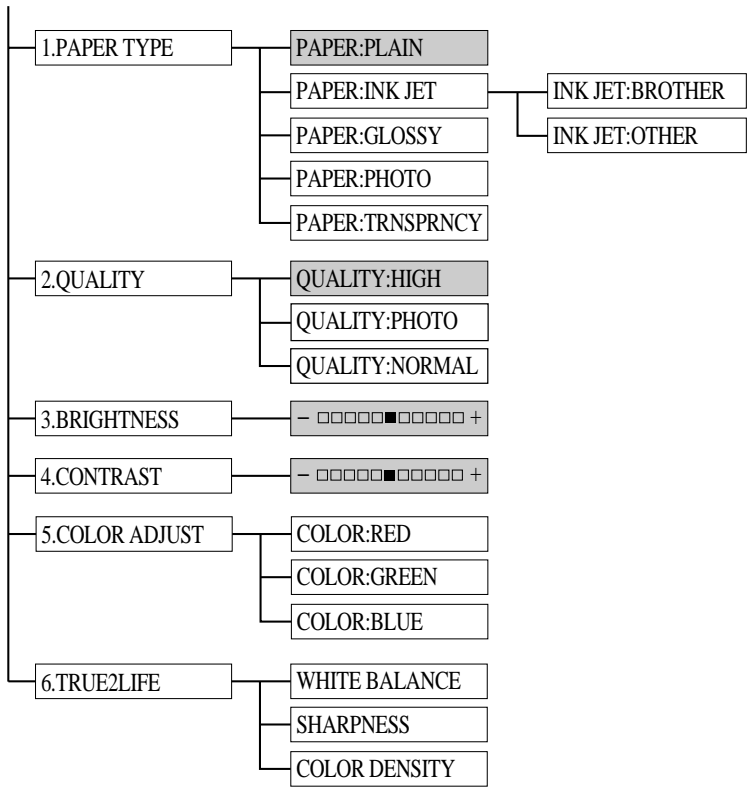 1.PAPER TYPE
PAPER:PLAIN
PAPER:INK JET
INK JET:BROTHER
INK JET:OTHER
PAPER:GLOSSY
PAPER:PHOTO
PAPER:TRNSPRNCY
2.QUALITY
QUALITY:HIGH
QUALITY:PHOTO
QUALITY:NORMAL
3.BRIGHTNESS
– □□□□□■□□□□□ +
4.CONTRAST
– □□□□□■□□□□□ +
5.COLOR ADJUST
COLOR:RED
COLOR:GREEN
COLOR:BLUE
6.TRUE2LIFE
WHITE BALANCE
SHARPNESS
COLOR DENSITY